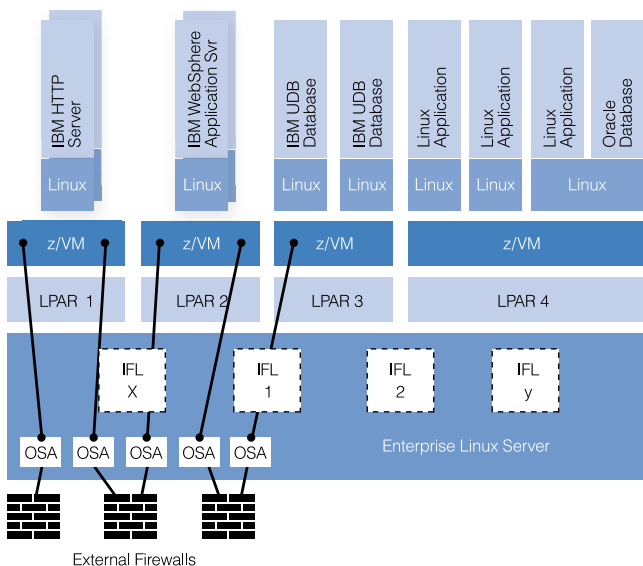 IBM HTTP
Server
IBM WebSphere
Application Svr
IBM UDB
Database
IBM UDB
Database
Linux
Application
Linux
Application
Linux
Application
Oracle
Database
Linux
Linux
Linux
Linux
Linux
Linux
Linux
z/VM
z/VM
z/VM
z/VM
LPAR 1
LPAR 2
LPAR 3
LPAR 4
IFL
X
IFL
1
IFL
2
IFL
y
Enterprise Linux Server
OSA
OSA
OSA
OSA
OSA
External Firewalls